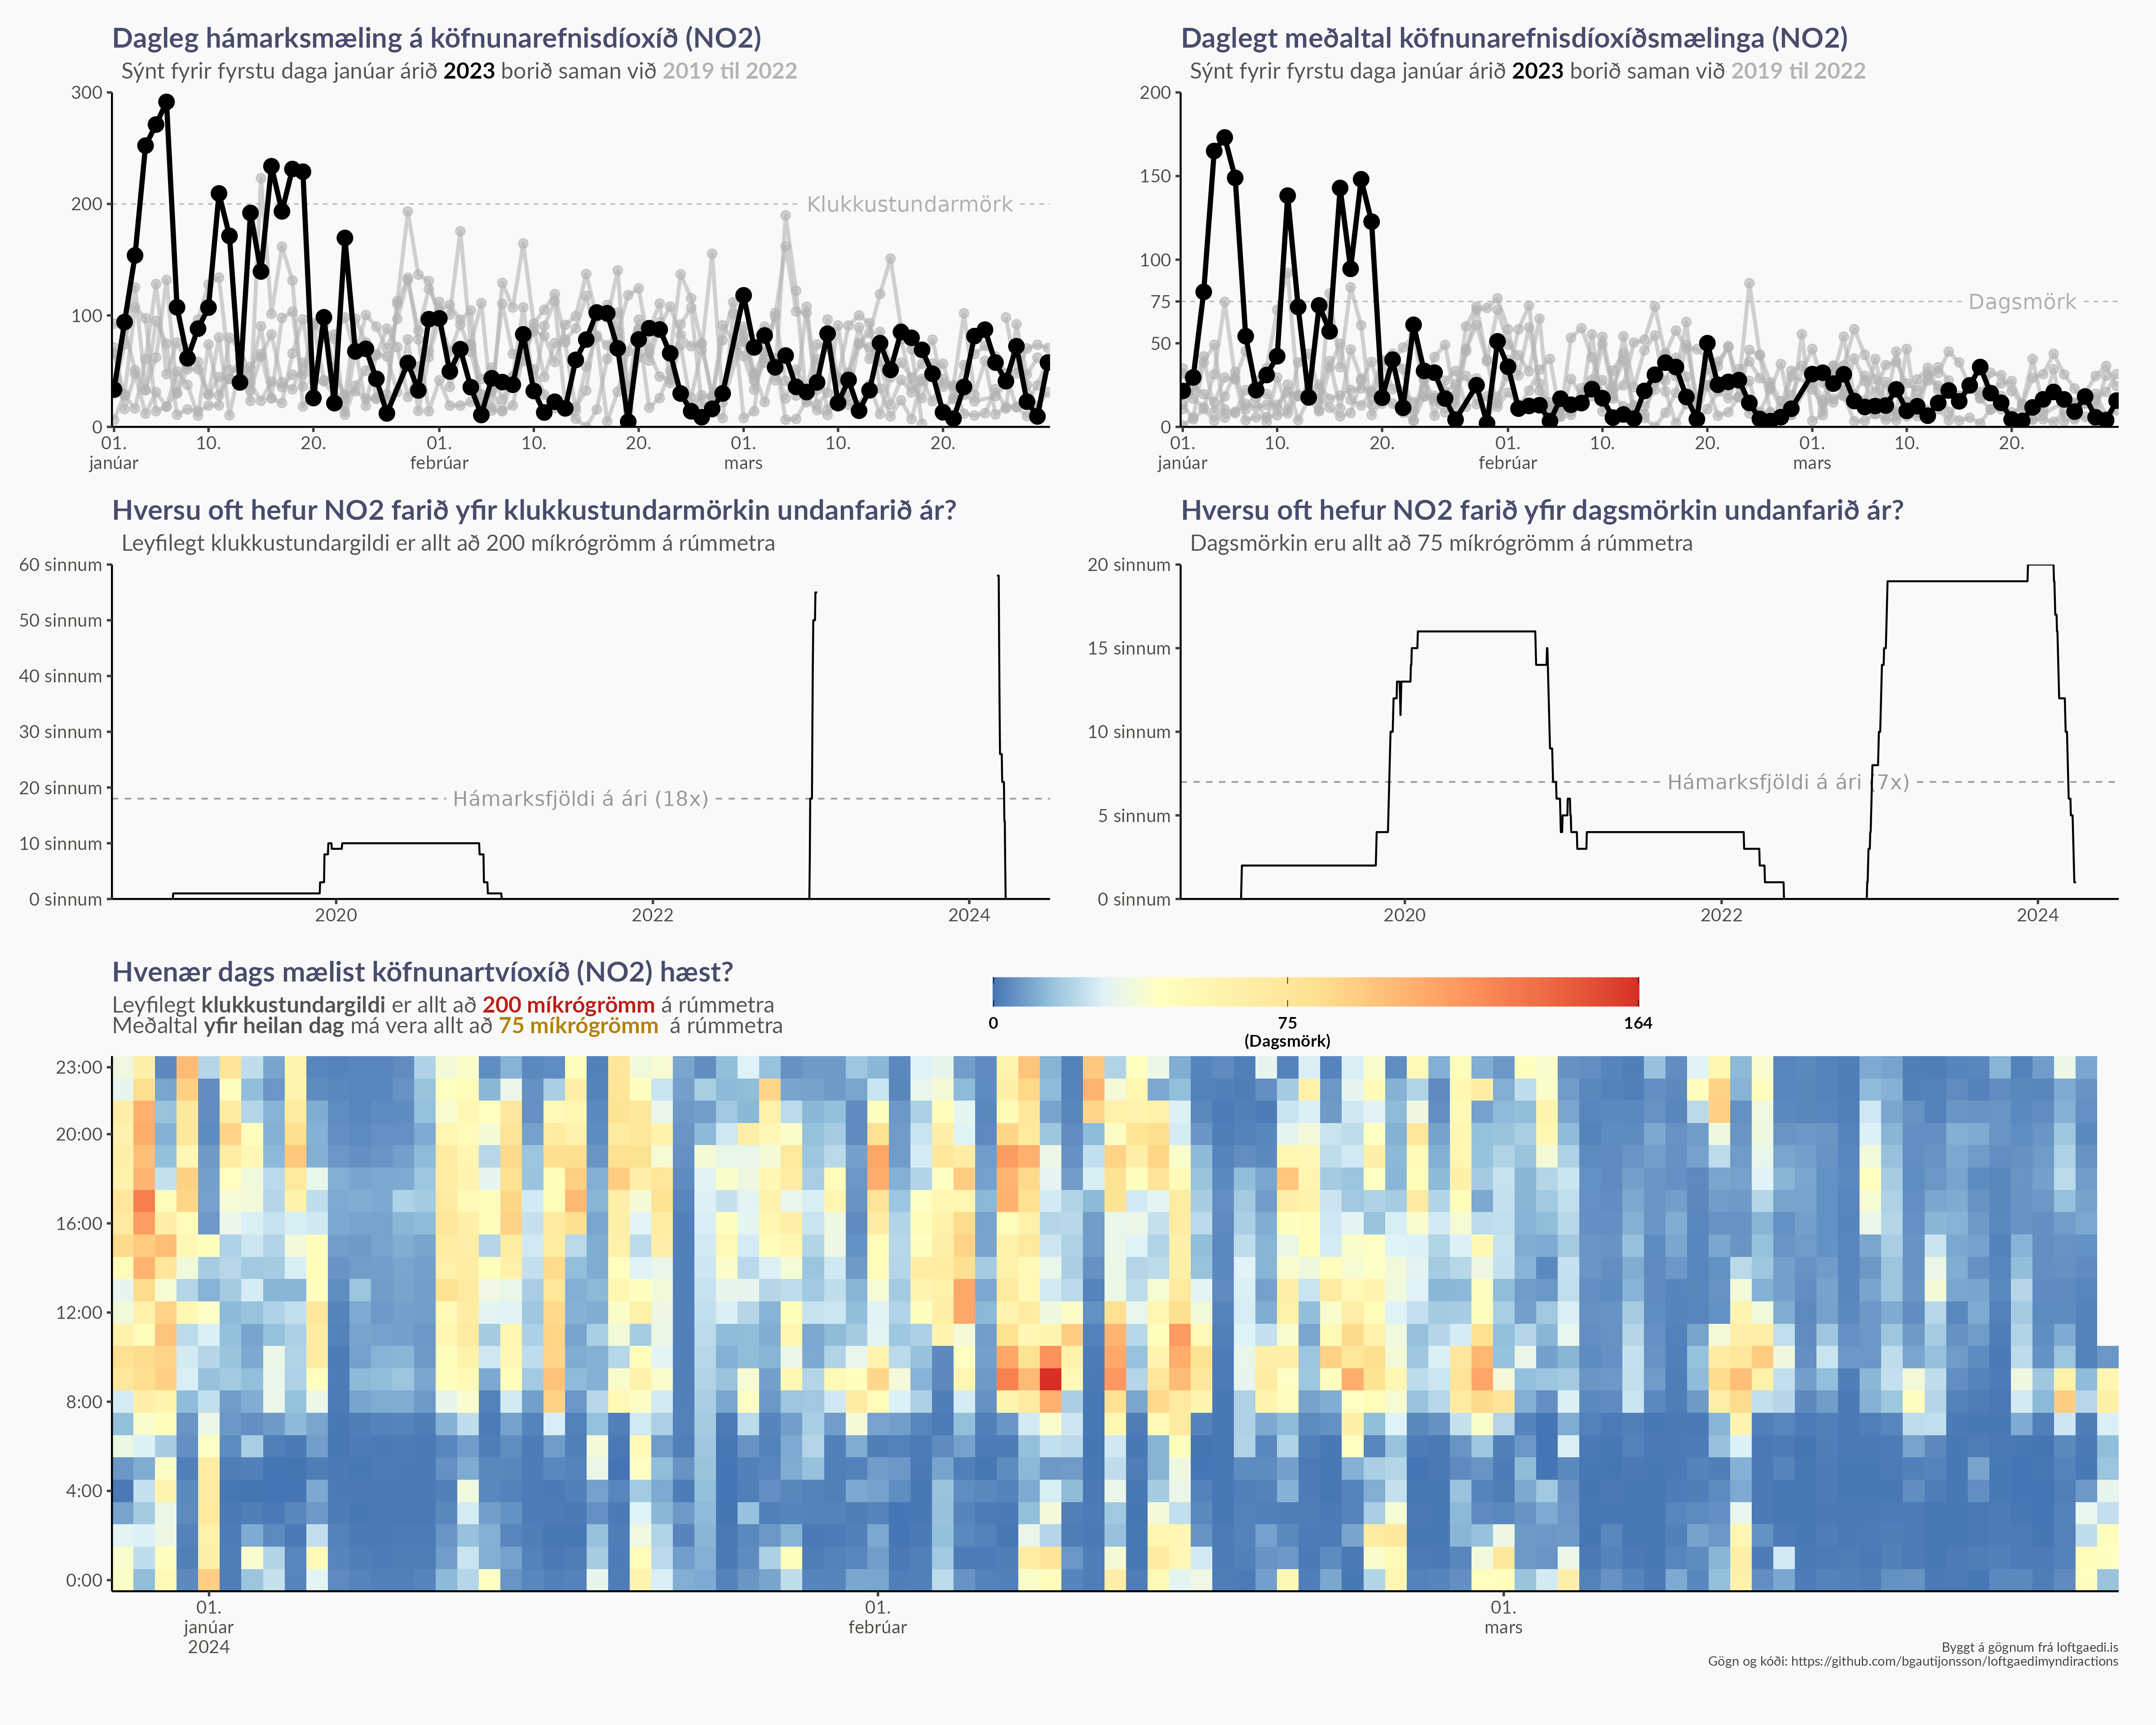 Dagleg hámarksmæling á köfnunarefnisdíoxíð (NO2)
Sýnt fyrir fyrstu daga janúar árið 2023 borið saman við 2019 til 2022
300
200
100
0
Klukkustundarmörk
01. 10. 20. 01. 10. 20. 01. 10. 20.
janúar febrúar mars
Daglegt meðaltal köfnunarefnisdíoxíðsmælinga (NO2)
Sýnt fyrir fyrstu daga janúar árið 2023 borið saman við 2019 til 2022
200
150
100
75
50
0
Dagsmörk
01. 10. 20. 01. 10. 20. 01. 10. 20.
janúar febrúar mars
Hversu oft hefur NO2 farið yfir klukkustundarmörkin undanfarið ár?
Leyfilegt klukkustundargildi er allt að 200 míkrógrömm á rúmmetra
60 sinnum
50 sinnum
40 sinnum
30 sinnum
20 sinnum
10 sinnum
0 sinnum
Hámarksfjöldi á ári (18x)
2020 2022 2024
Hversu oft hefur NO2 farið yfir dagsmörkin undanfarið ár?
Dagsmörkin eru allt að 75 míkrógrömm á rúmmetra
20 sinnum
15 sinnum
10 sinnum
5 sinnum
0 sinnum
Hámarksfjöldi á ári (7x)
2020 2022 2024
Hvenær dags mælist köfnunartvíoxíð (NO2) hæst?
Leyfilegt klukkustundargildi er allt að 200 míkrógrömm á rúmmetra
Meðaltal yfir heilan dag má vera allt að 75 míkrógrömm á rúmmetra
0 75 164
(Dagsmörk)
23:00
20:00
16:00
12:00
8:00
4:00
0:00
01. 01. 01.
janúar febrúar mars
2024
Byggt á gögnum frá loftgaedi.is
Gögn og kóði: https://github.com/bgautijonsson/loftgaedimyndiractions